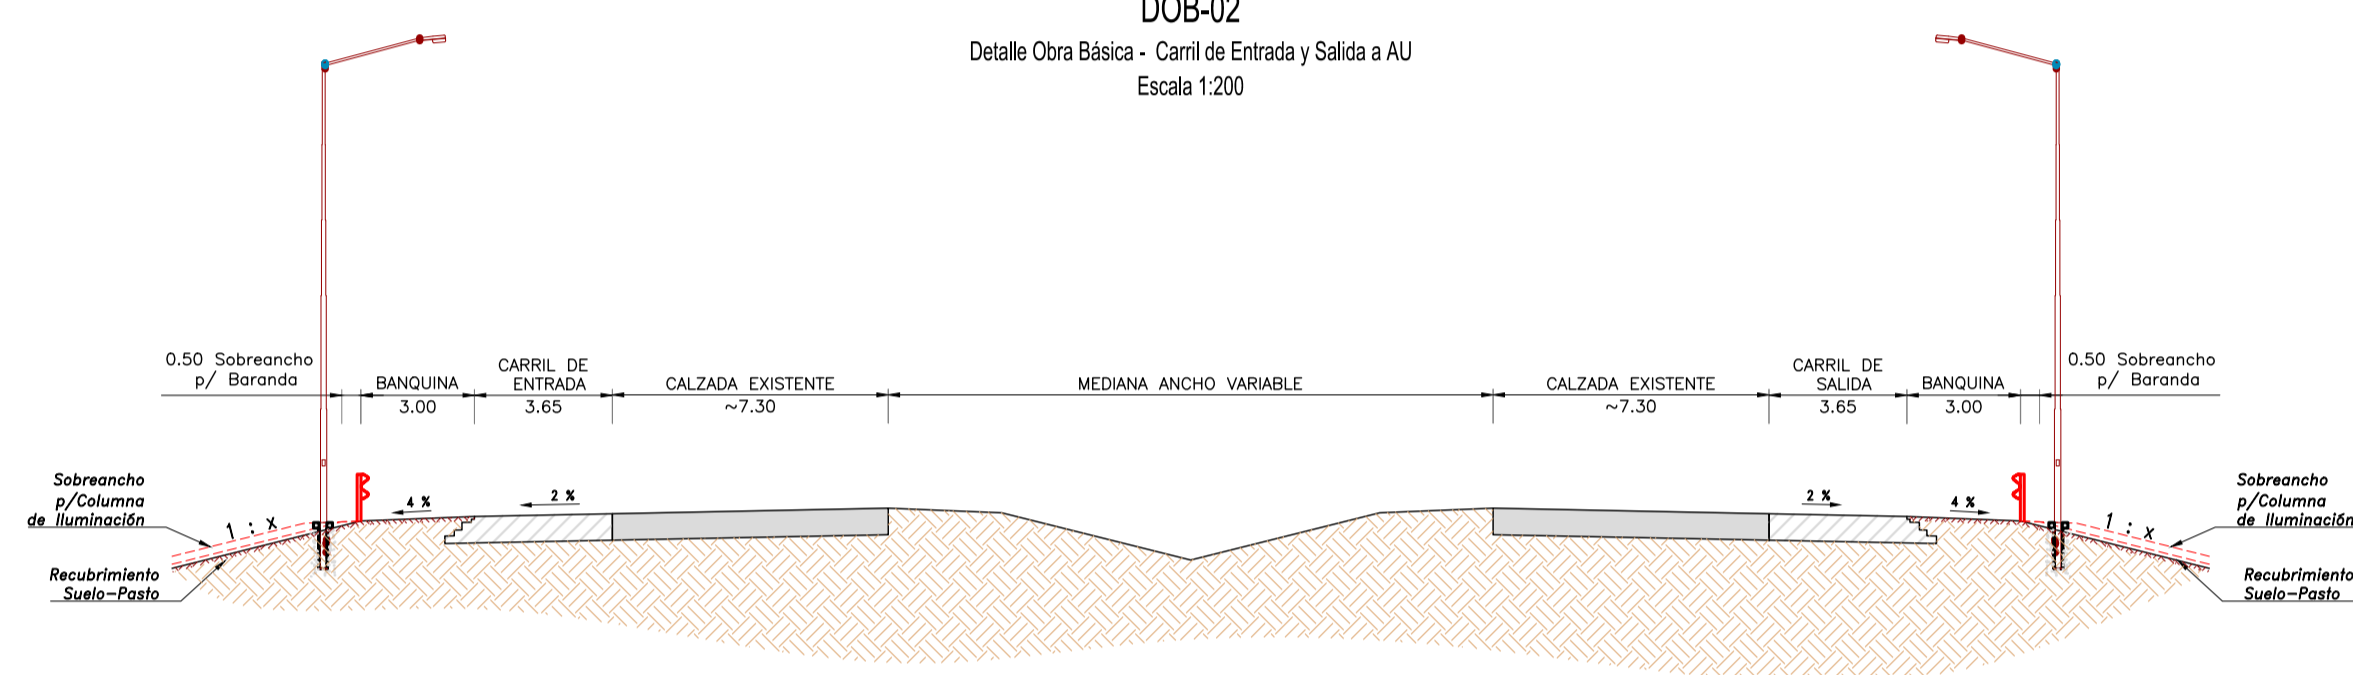 DOB-02
Detalle Obra Básica - Carril de Entrada y Salida a AU
Escala 1:200
0.50 Sobreancho
p/ Baranda
BANQUINA
3.00
CARRIL DE
ENTRADA
3.65
CALZADA EXISTENTE
~7.30
MEDIANA ANCHO VARIABLE
CALZADA EXISTENTE
~7.30
CARRIL DE
SALIDA
3.65
BANQUINA
3.00
0.50 Sobreancho
p/ Baranda
Sobreancho
p/Columna
de Iluminación
1 : x
4 %
2 %
2 %
4 %
1 : x
Sobreancho
p/Columna
de Iluminación
Recubrimiento
Suelo-Pasto
Recubrimiento
Suelo-Pasto